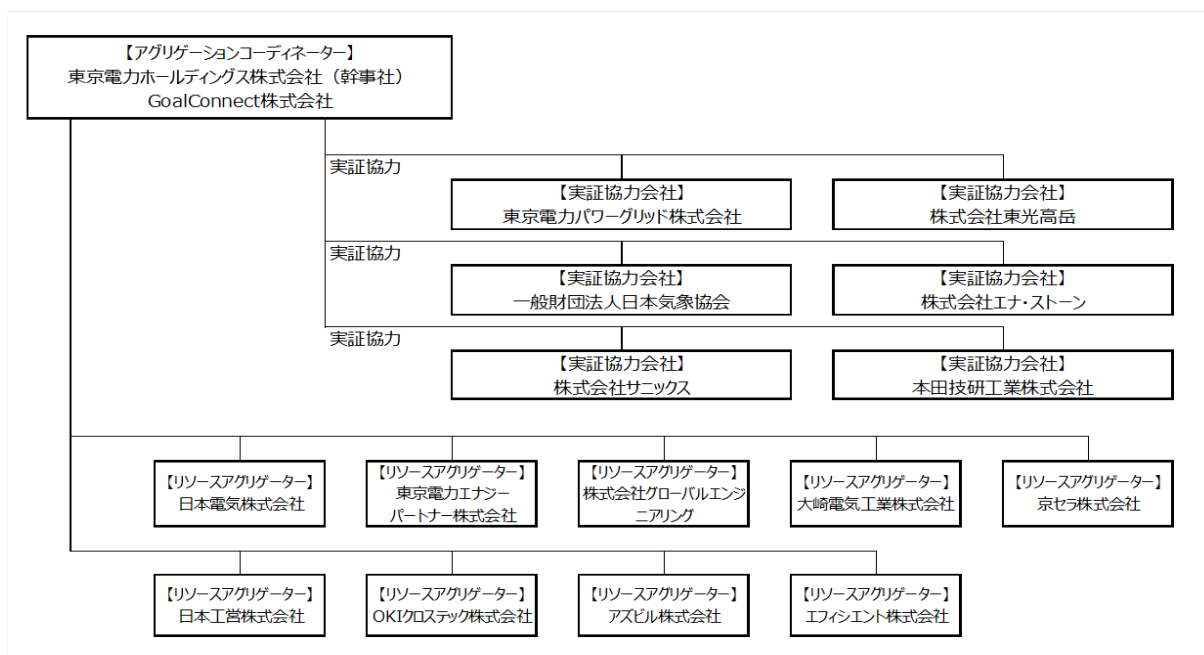 【アグリゲーションコーディネーター】
東京電力ホールディングス株式会社（幹事社）
GoalConnect株式会社
実証協力
【実証協力会社】
東京電力パワーグリッド株式会社
【実証協力会社】
株式会社東光高岳
実証協力
【実証協力会社】
一般財団法人日本気象協会
【実証協力会社】
株式会社エナ・ストーン
実証協力
【実証協力会社】
株式会社サニックス
【実証協力会社】
本田技研工業株式会社
【リソースアグリゲーター】
日本電気株式会社
【リソースアグリゲーター】
東京電力エナジー
パートナー株式会社
【リソースアグリゲーター】
株式会社グローバルエンジ
ニアリング
【リソースアグリゲーター】
大崎電気工業株式会社
【リソースアグリゲーター】
京セラ株式会社
【リソースアグリゲーター】
日本工営株式会社
【リソースアグリゲーター】
OKIクロステック株式会社
【リソースアグリゲーター】
アズビル株式会社
【リソースアグリゲーター】
エフィシエント株式会社